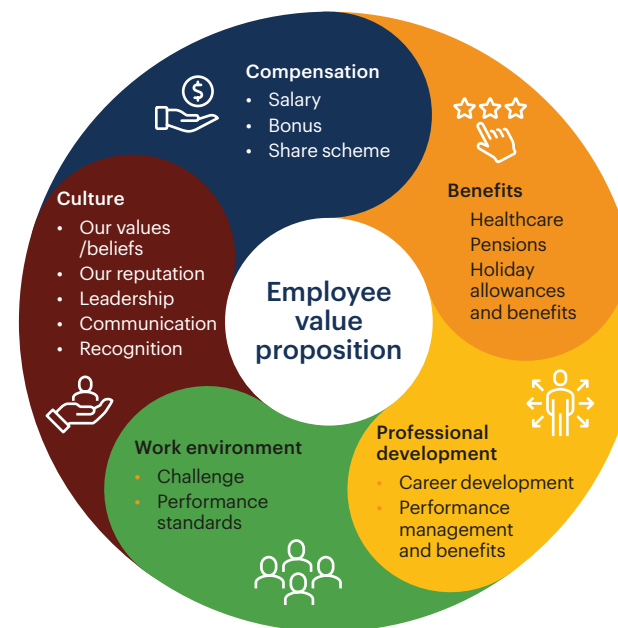 Compensation
• Salary
• Bonus
• Share scheme
Benefits
Healthcare
Pensions
Holiday
allowances
and benefits
Professional
development
• Career development
• Performance
management
and benefits
Work environment
• Challenge
• Performance
standards
Culture
• Our values
/beliefs
• Our reputation
• Leadership
• Communication
• Recognition
Employee
value
proposition
$